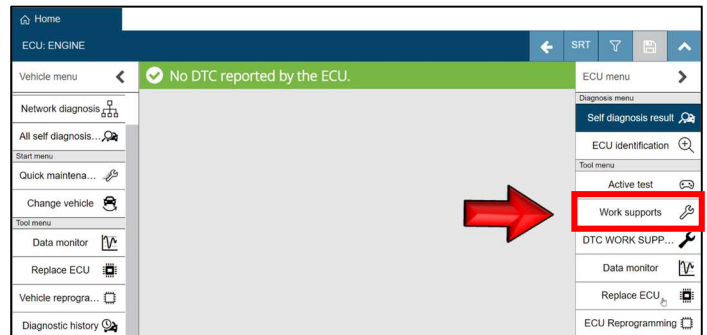 Home
ECU: ENGINE
SRT
Vehicle menu
No DTC reported by the ECU.
ECU menu
Network diagnosis
All self diagnosis...
Start menu
Quick maintena...
Change vehicle
Tool menu
Data monitor
Replace ECU
Vehicle reprogra...
Diagnostic history
Diagnosis menu
Self diagnosis result
ECU identification
Tool menu
Active test
Work supports
DTC WORK SUPP...
Data monitor
Replace ECU
ECU Reprogramming